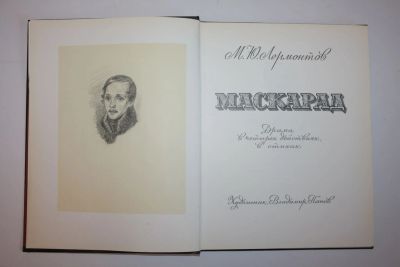 М. Ю. Лермонтов
МАСКАРАД
Драма
в четырех действиях,
в стихах.
Художник Владимир Панов